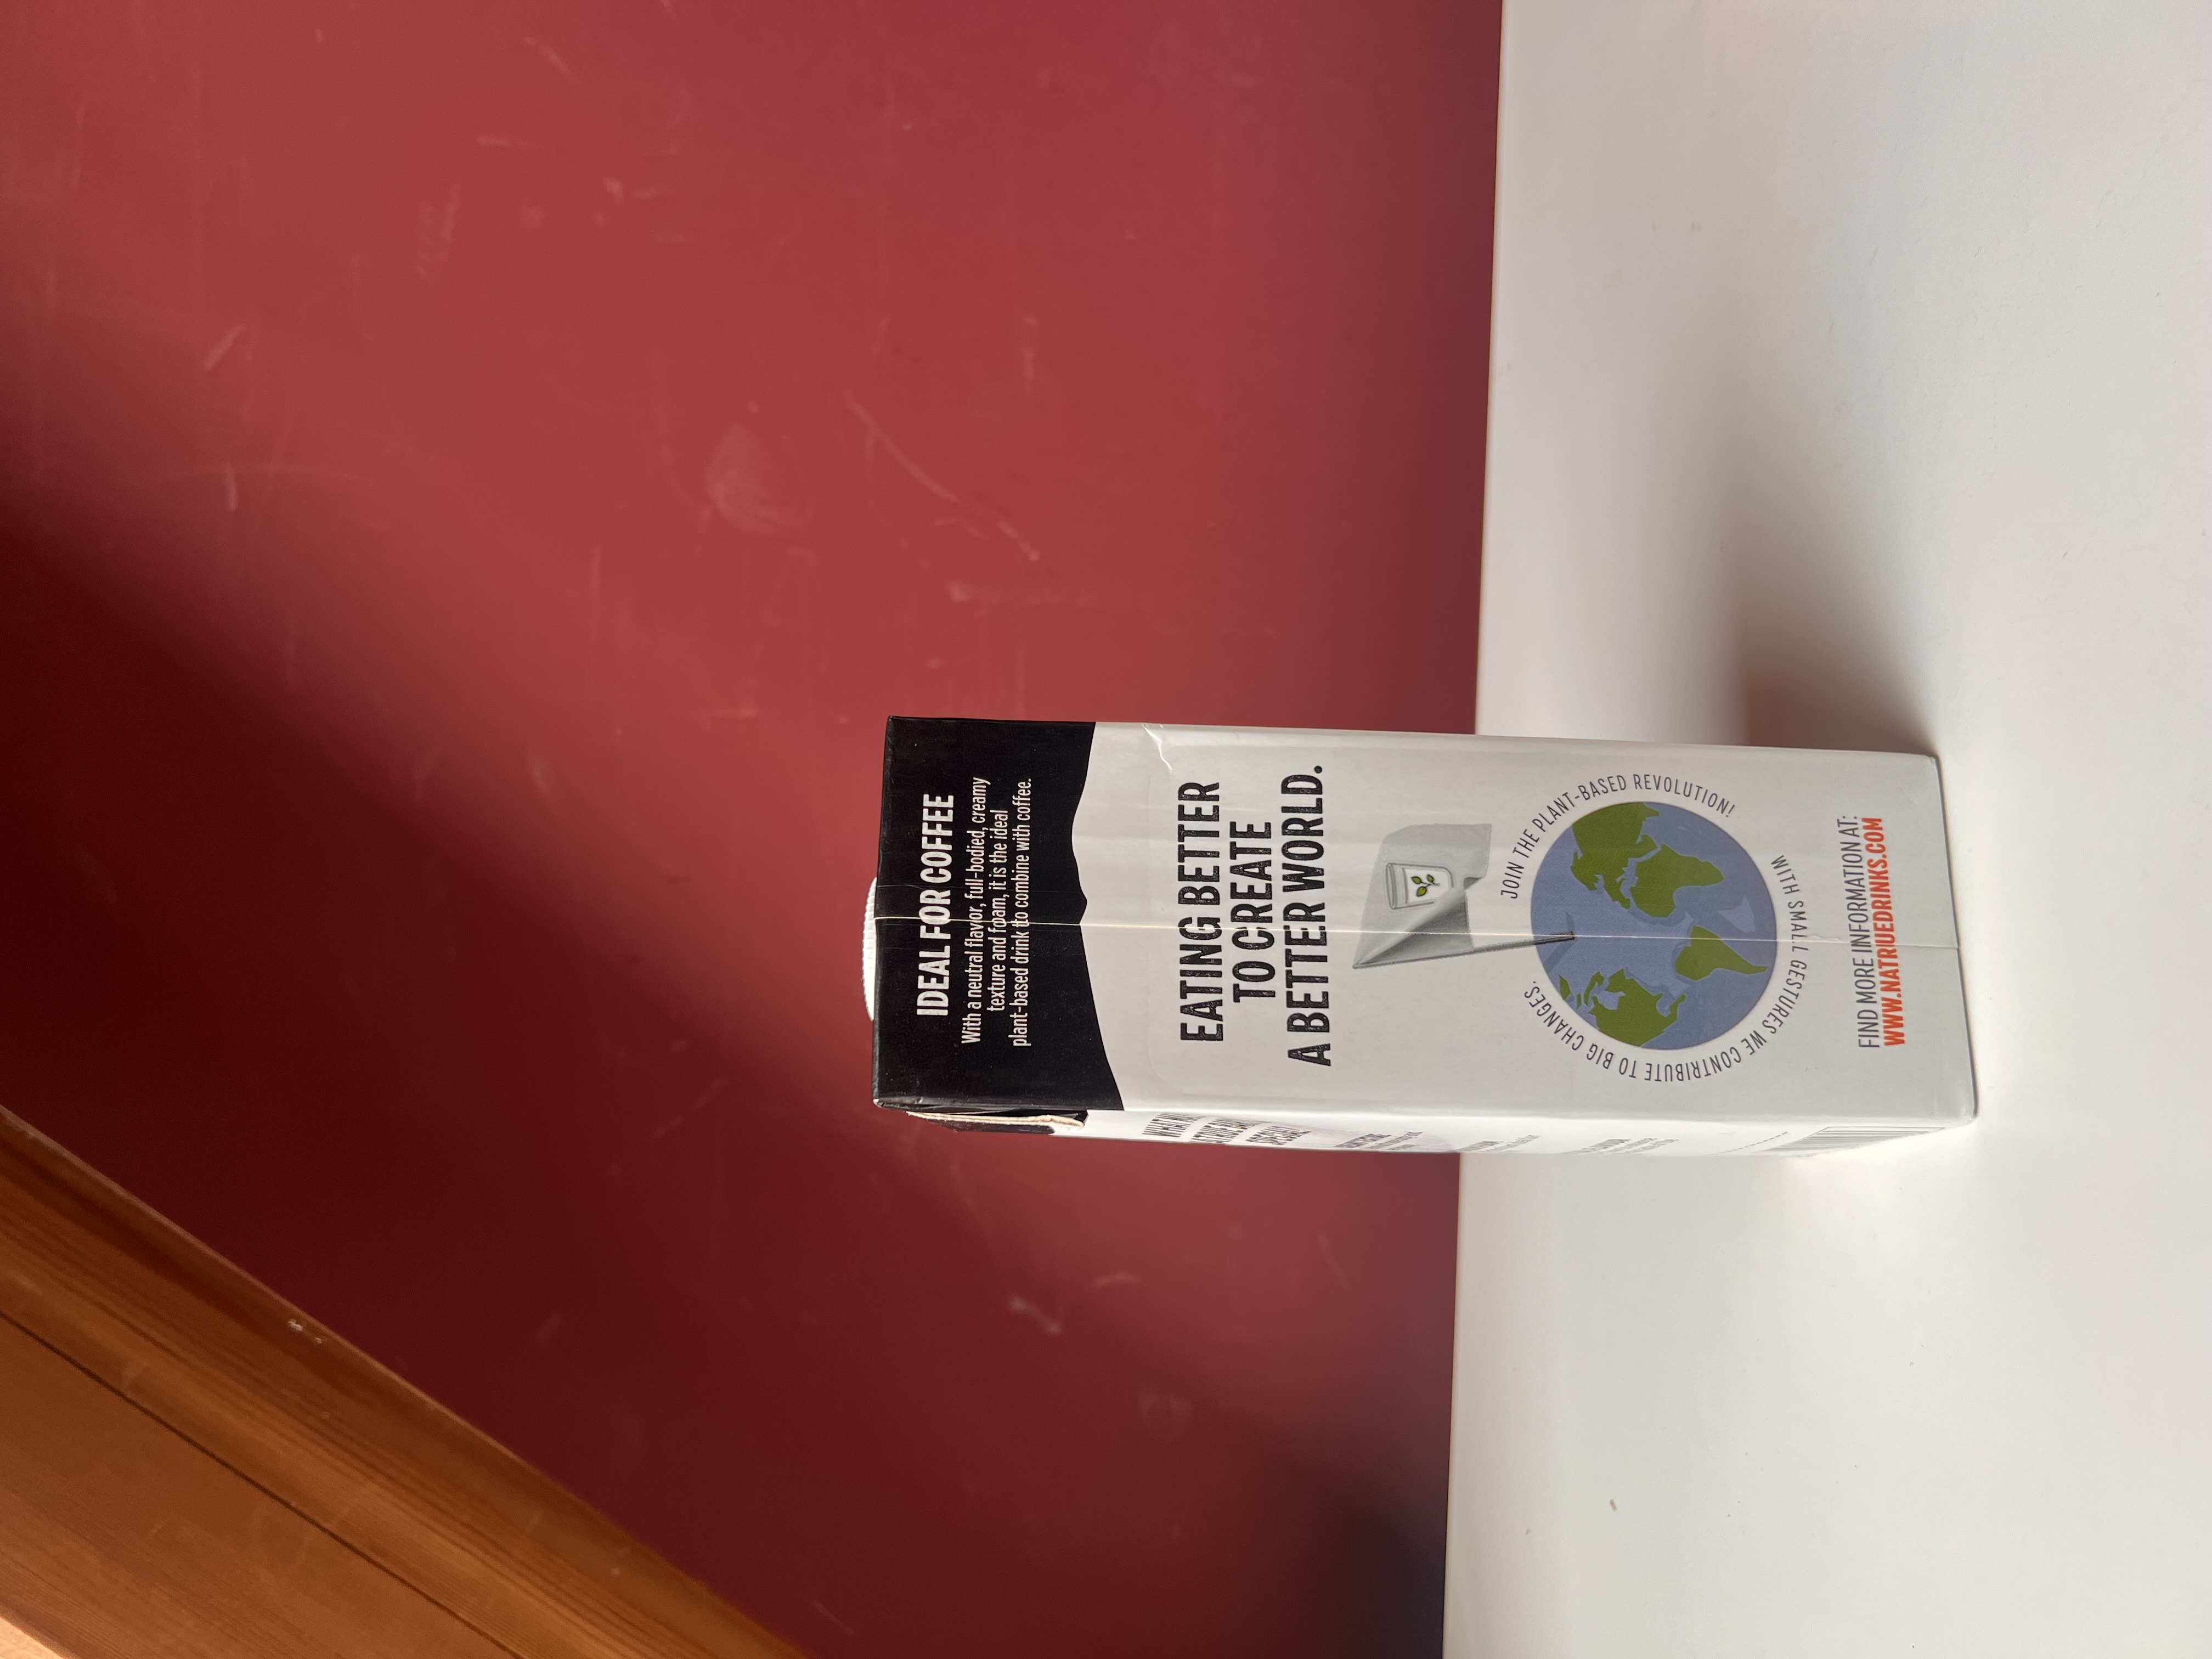 IDEAL FOR COFFEE
With a neutral flavor, full-bodied, creamy
texture and foam, it is the ideal
plant-based drink to combine with coffee.
EATING BETTER
TO CREATE
A BETTER WORLD.
JOIN THE PLANT-BASED REVOLUTION!
WITH SMALL GESTURES WE CONTRIBUTE TO BIG CHANGES.
FIND MORE INFORMATION AT:
WWW.NATRUEDRINKS.COM